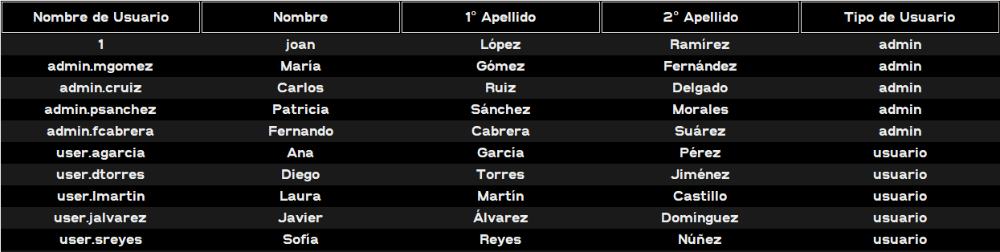 Nombre de Usuario Nombre 1° Apellido 2° Apellido Tipo de Usuario
1 joan López Ramírez admin
admin.mgomez María Gómez Fernández admin
admin.cruiz Carlos Ruiz Delgado admin
admin.psanchez Patricia Sánchez Morales admin
admin.fcabrera Fernando Cabrera Suárez admin
user.agarcia Ana García Pérez usuario
user.dtorres Diego Torres Jiménez usuario
user.lmartin Laura Martín Castillo usuario
user.jalvarez Javier Álvarez Domínguez usuario
user.sreyes Sofía Reyes Núñez usuario